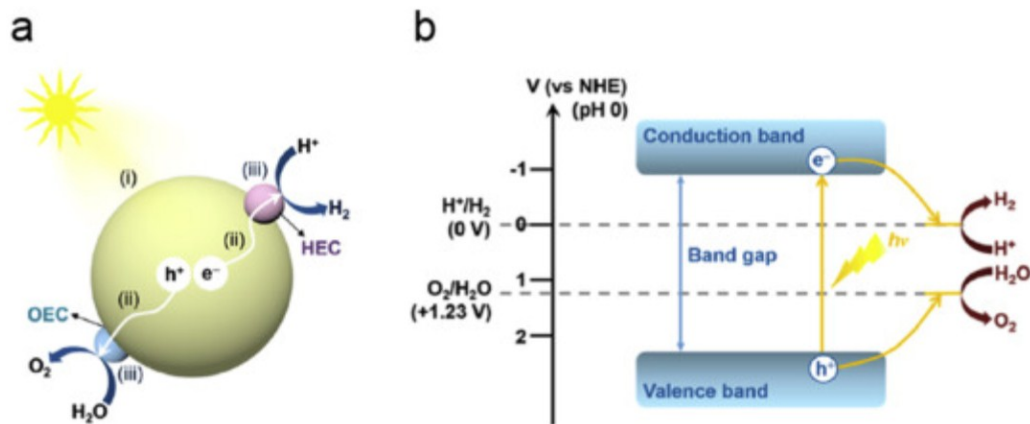 a
(i)
(iii)
H⁺
H₂
(ii)
HEC
h⁺
e⁻
(ii)
OEC
O₂
(iii)
H₂O
b
V (vs NHE)
(pH 0)
Conduction band
e⁻
-1
H⁺/H₂
(0 V)
0
H₂
H⁺
hν
Band gap
1
O₂/H₂O
(+1.23 V)
H₂O
O₂
2
h⁺
Valence band